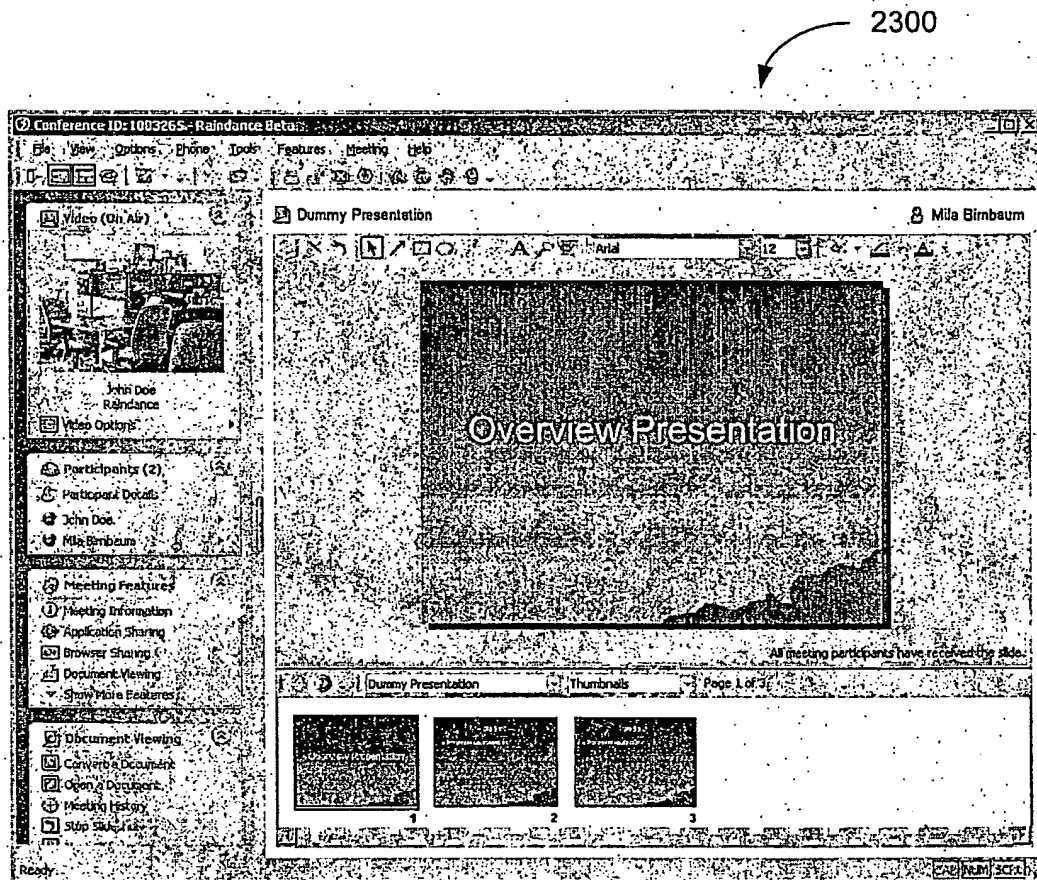 2300
Conference ID: 1003265 - Raindance Beta
File View Options Phone Tools Features Meeting Help
Video (On Air)
John Doe
Raindance
Video Options
Participants (2)
Participant Details
John Doe
Mila Birnbaum
Meeting Features
Meeting Information
Application Sharing
Browser Sharing
Document Viewing
Show More Features
Document Viewing
Convert a Document
Open a Document
Meeting History
Stop Slideshow
Ready
Dummy Presentation
Mila Birnbaum
A
Arial
12
A
Overview Presentation
All meeting participants have received the slide.
Dummy Presentation
Thumbnails
Page 1 of 3
1
2
3
CAP NUM SCRL